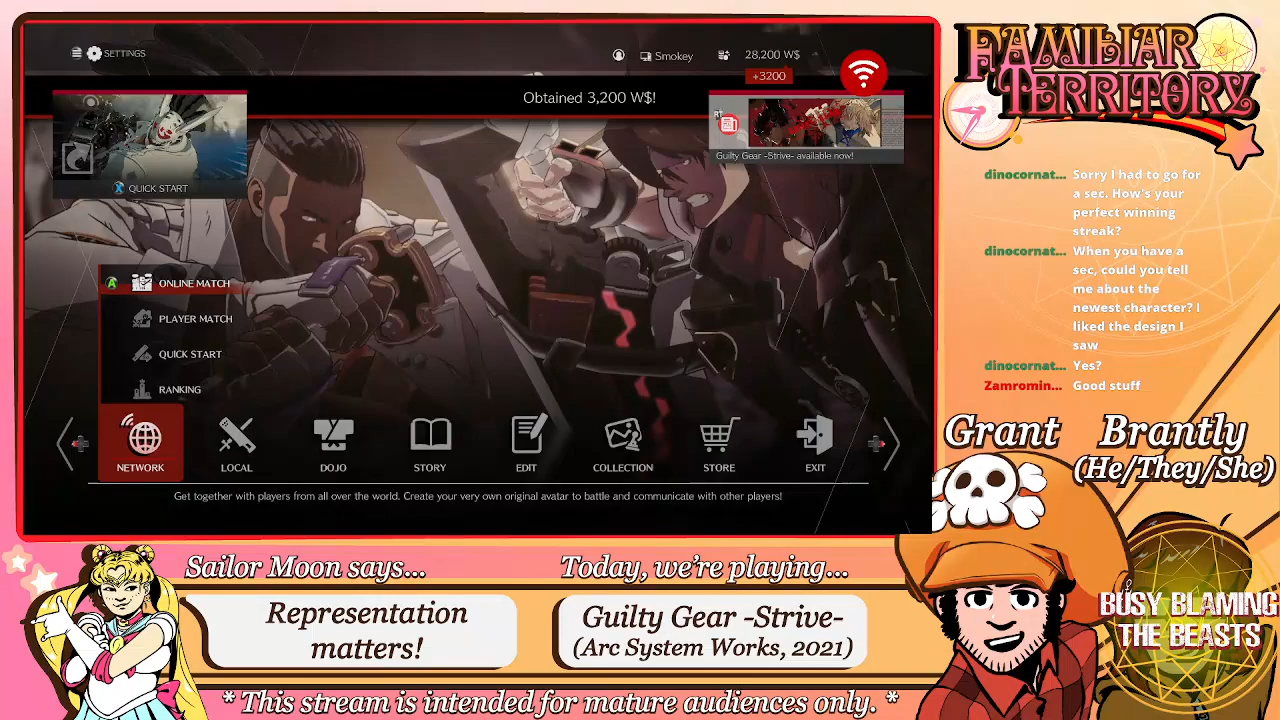 SETTINGS
Smokey
28,200 W$
+3200
Obtained 3,200 W$!
Guilty Gear -Strive- available now!
QUICK START
ONLINE MATCH
PLAYER MATCH
QUICK START
RANKING
NETWORK
LOCAL
DOJO
STORY
EDIT
COLLECTION
STORE
EXIT
Get together with players from all over the world. Create your very own original avatar to battle and communicate with other players!
FAMILIAR
TERRITORY
dinocornat... Sorry I had to go for
a sec. How's your
perfect winning
streak?
dinocornat... When you have a
sec, could you tell
me about the
newest character? I
liked the design I
saw
dinocornat... Yes?
Zamromin... Good stuff
Grant
Brantly
(He/They/She)
BUSY BLAMING
THE BEASTS
Sailor Moon says...
Representation
matters!
Today, we're playing...
Guilty Gear -Strive-
(Arc System Works, 2021)
* This stream is intended for mature audiences only. *